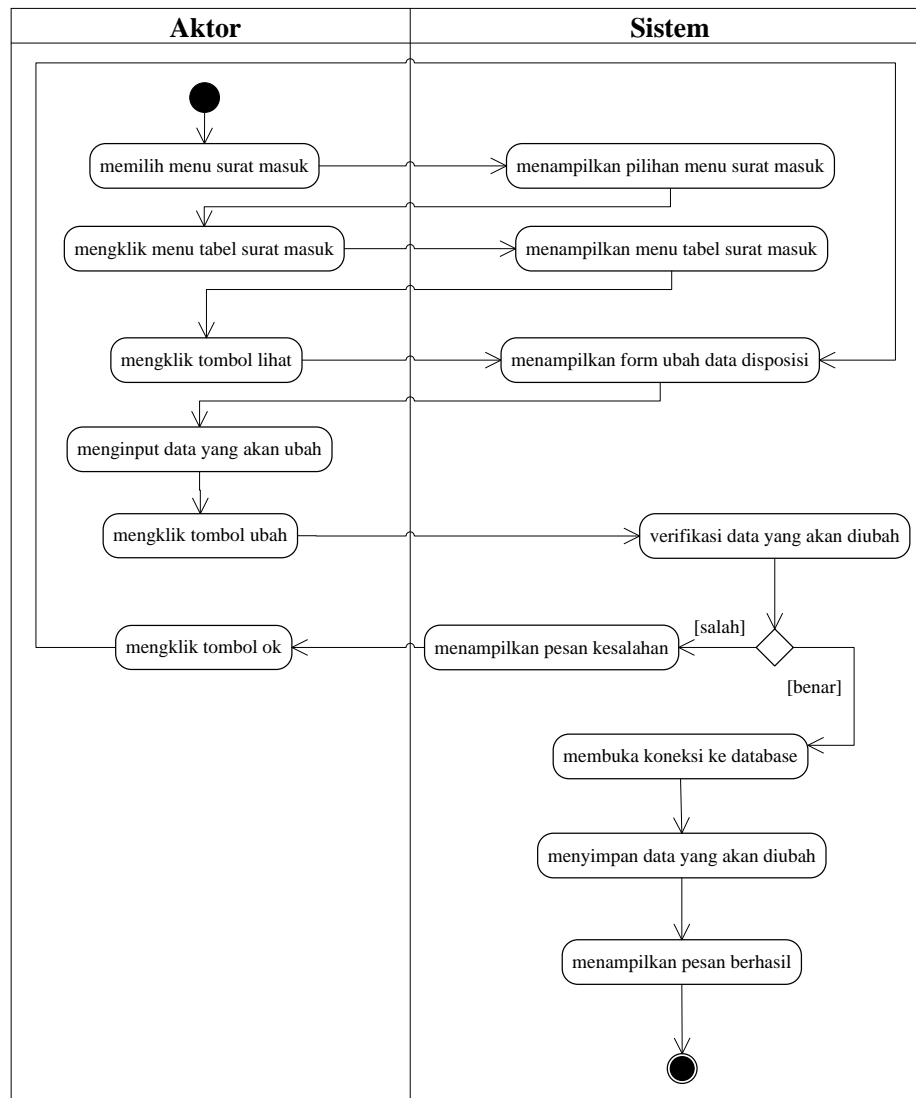 Aktor
Sistem
memilih menu surat masuk
menampilkan pilihan menu surat masuk
mengklik menu tabel surat masuk
menampilkan menu tabel surat masuk
mengklik tombol lihat
menampilkan form ubah data disposisi
menginput data yang akan ubah
mengklik tombol ubah
verifikasi data yang akan diubah
[salah]
mengklik tombol ok
menampilkan pesan kesalahan
[benar]
membuka koneksi ke database
menyimpan data yang akan diubah
menampilkan pesan berhasil